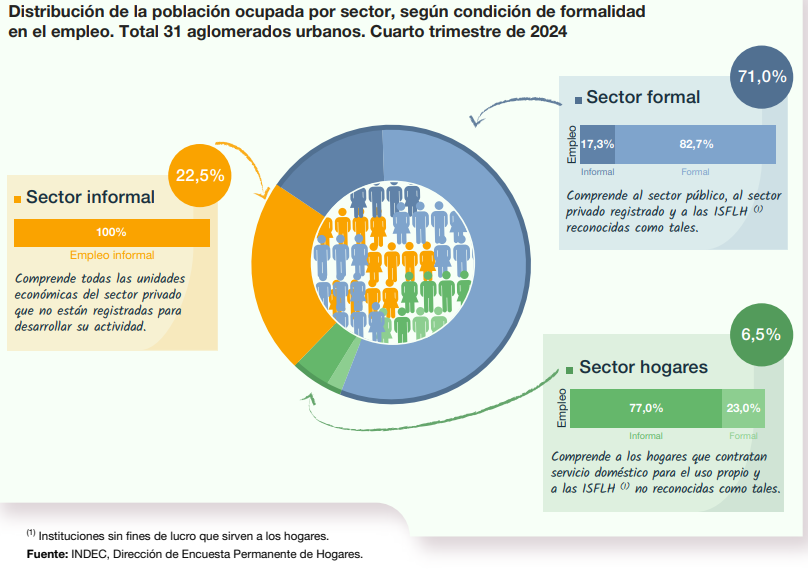 Distribución de la población ocupada por sector, según condición de formalidad
en el empleo. Total 31 aglomerados urbanos. Cuarto trimestre de 2024
71,0%
Sector formal
Empleo
17,3%
82,7%
Informal
Formal
Comprende al sector público, al sector
privado registrado y a las ISFLH (1)
reconocidas como tales.
22,5%
Sector informal
100%
Empleo informal
Comprende todas las unidades
económicas del sector privado
que no están registradas para
desarrollar su actividad.
6,5%
Sector hogares
Empleo
77,0%
23,0%
Informal
Formal
Comprende a los hogares que contratan
servicio doméstico para el uso propio y
a las ISFLH (1) no reconocidas como tales.
(1) Instituciones sin fines de lucro que sirven a los hogares.
Fuente: INDEC, Dirección de Encuesta Permanente de Hogares.